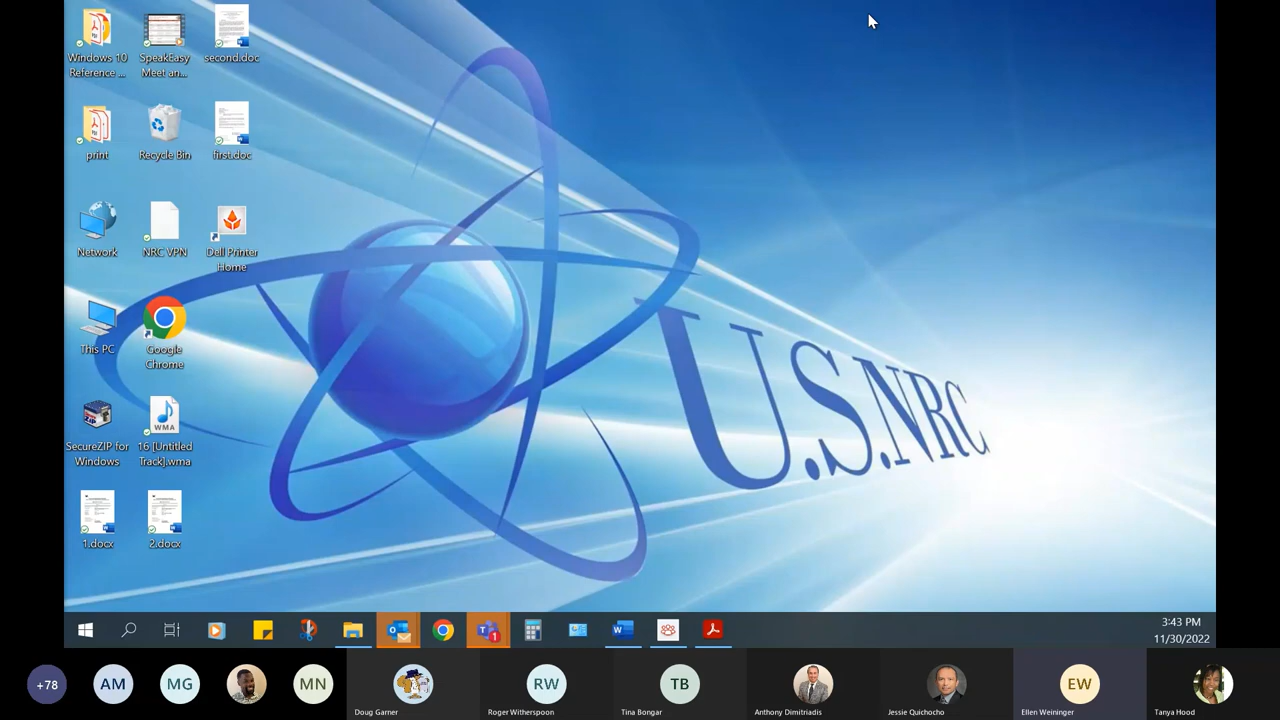 Windows 10
Reference ...
SpeakEasy
Meet an...
second.doc
print
Recycle Bin
first.doc
Network
NRC VPN
Dell Printer
Home
This PC
Google
Chrome
SecureZIP for
Windows
ZIP
WMA
16 [Untitled
Track].wma
1.docx
2.docx
U.S.NRC
1
3:43 PM
11/30/2022
+78
AM
MG
MN
Doug Garner
RW
Roger Witherspoon
TB
Tina Bongar
Anthony Dimitriadis
Jessie Quichocho
EW
Ellen Weininger
Tanya Hood